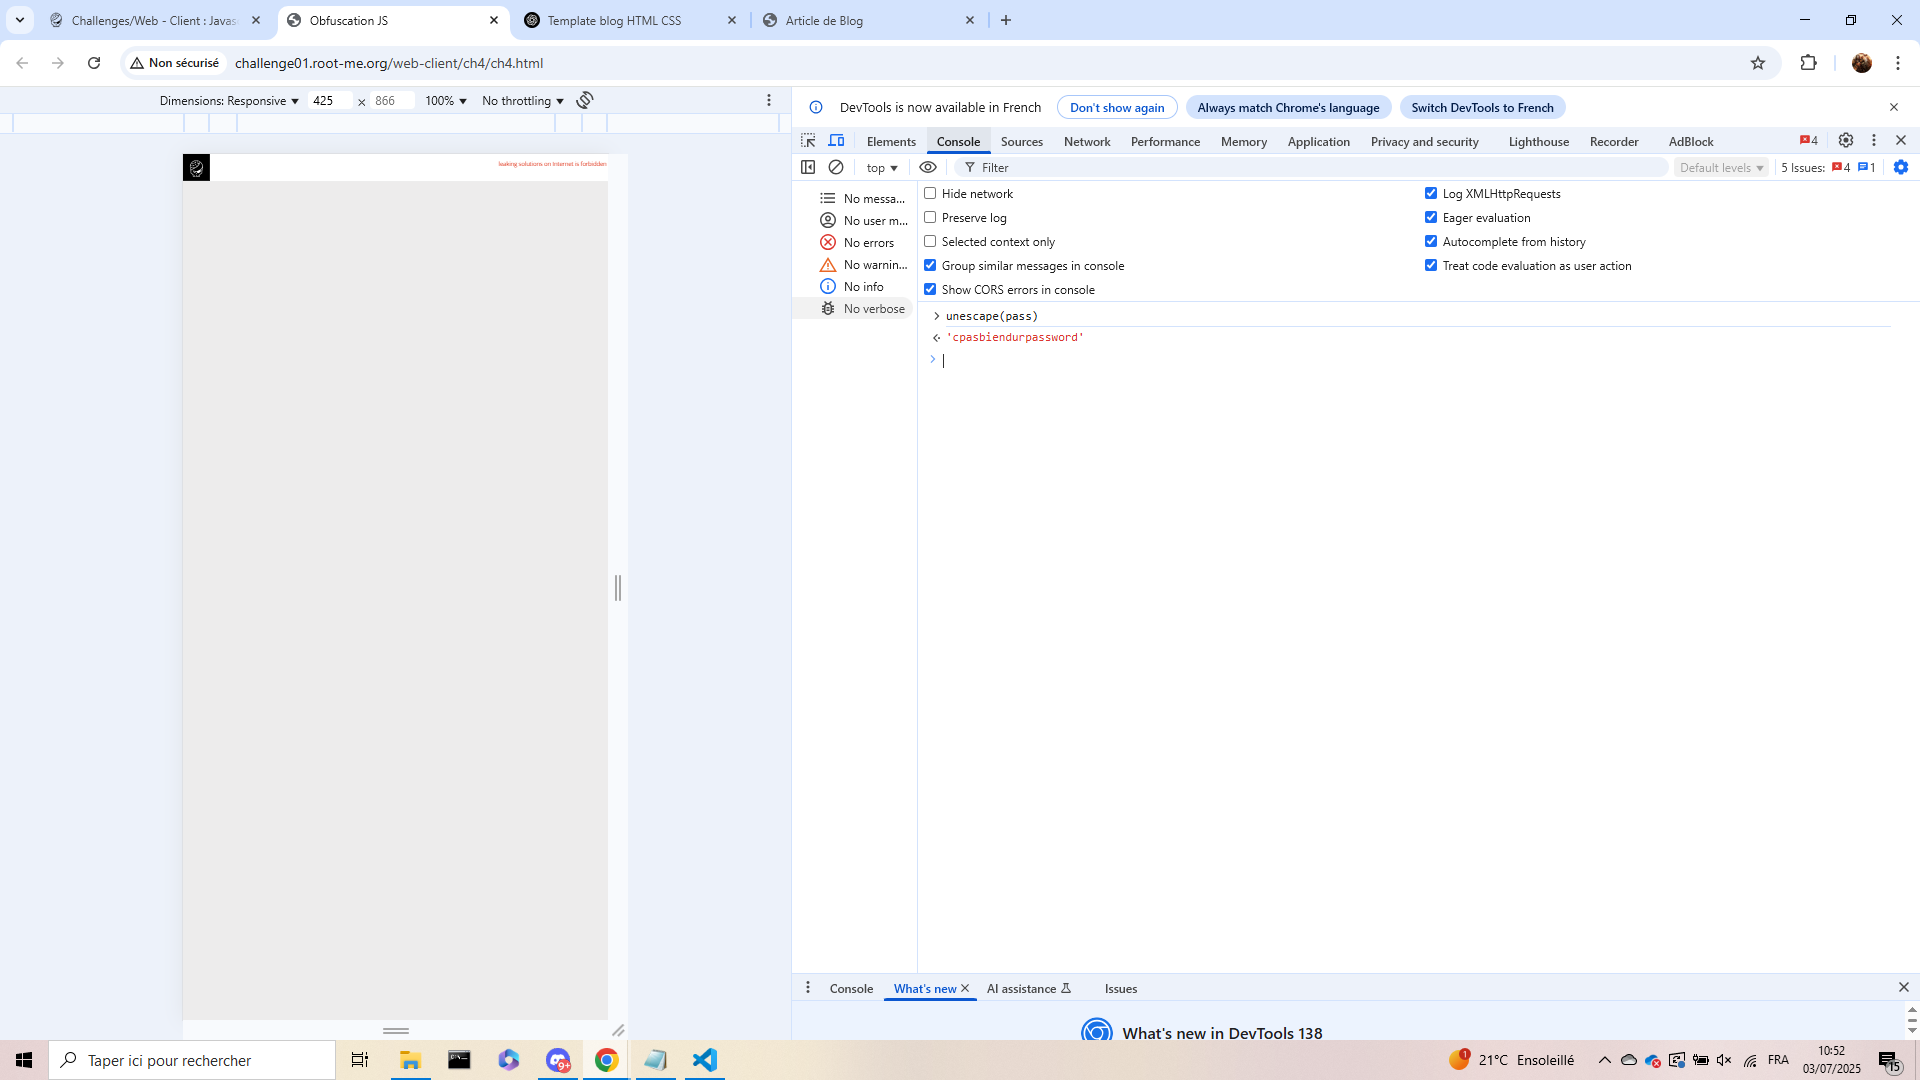 Challenges/Web - Client : Javas
Obfuscation JS
Template blog HTML CSS
Article de Blog
Non sécurisé
challenge01.root-me.org/web-client/ch4/ch4.html
Dimensions: Responsive
425
×
866
100%
No throttling
leaking solutions on internet is forbidden
DevTools is now available in French
Don't show again
Always match Chrome's language
Switch DevTools to French
Elements
Console
Sources
Network
Performance
Memory
Application
Privacy and security
Lighthouse
Recorder
AdBlock
4
top
Filter
Default levels
5 Issues:
4
1
No messa...
No user m...
No errors
No warnin...
No info
No verbose
Hide network
Preserve log
Selected context only
Group similar messages in console
Show CORS errors in console
Log XMLHttpRequests
Eager evaluation
Autocomplete from history
Treat code evaluation as user action
unescape(pass)
'cpasbiendurpassword'
Console
What's new
AI assistance
Issues
What's new in DevTools 138
Taper ici pour rechercher
9+
1
21°C Ensoleillé
FRA
10:52
03/07/2025
15